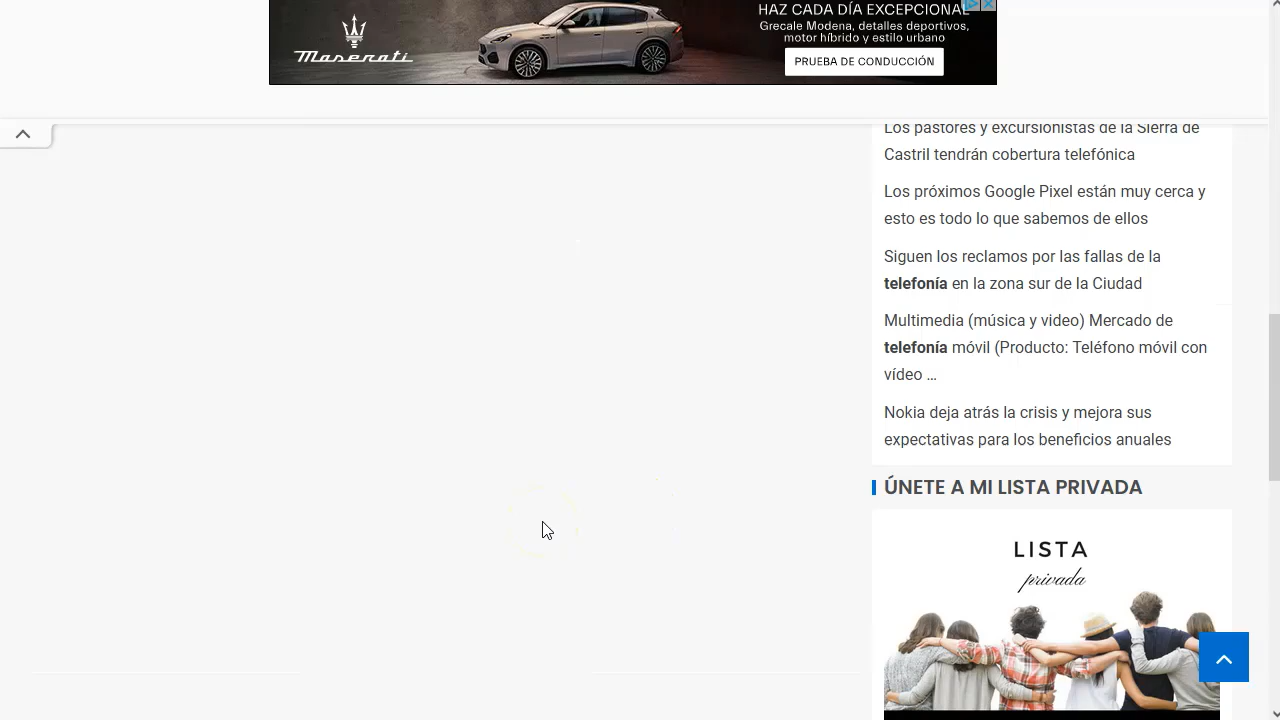 HAZ CADA DÍA EXCEPCIONAL
Grecale Modena, detalles deportivos,
motor híbrido y estilo urbano
Maserati
PRUEBA DE CONDUCCIÓN
Los pastores y excursionistas de la Sierra de
Castril tendrán cobertura telefónica
Los próximos Google Pixel están muy cerca y
esto es todo lo que sabemos de ellos
Siguen los reclamos por las fallas de la
telefonía en la zona sur de la Ciudad
Multimedia (música y video) Mercado de
telefonía móvil (Producto: Teléfono móvil con
vídeo ...
Nokia deja atrás la crisis y mejora sus
expectativas para los beneficios anuales
ÚNETE A MI LISTA PRIVADA
LISTA
privada